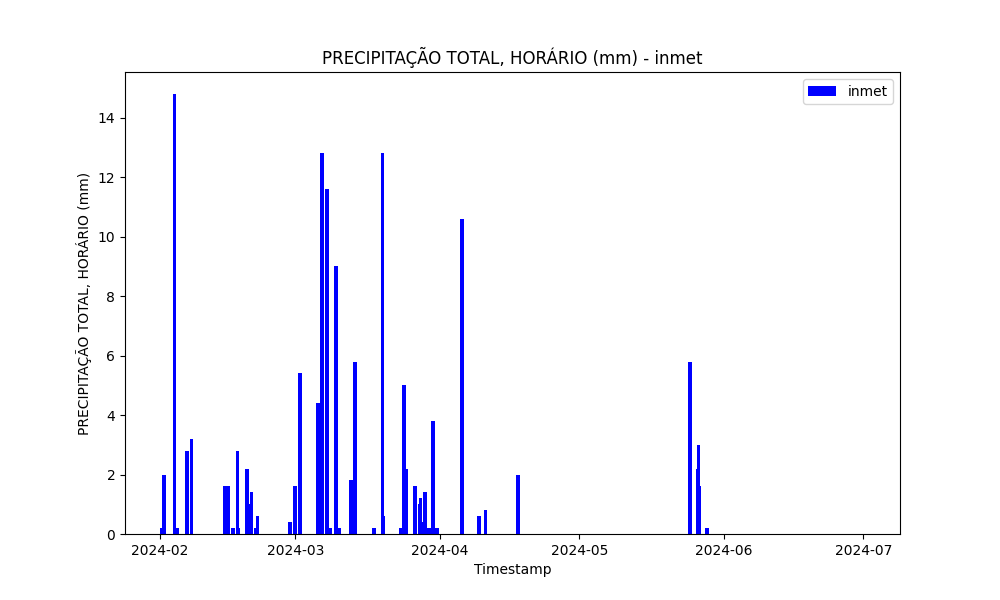 PRECIPITAÇÃO TOTAL, HORÁRIO (mm) - inmet
inmet
PRECIPITAÇÃO TOTAL, HORÁRIO (mm)
14
12
10
8
6
4
2
0
2024-02 2024-03 2024-04 2024-05 2024-06 2024-07
Timestamp